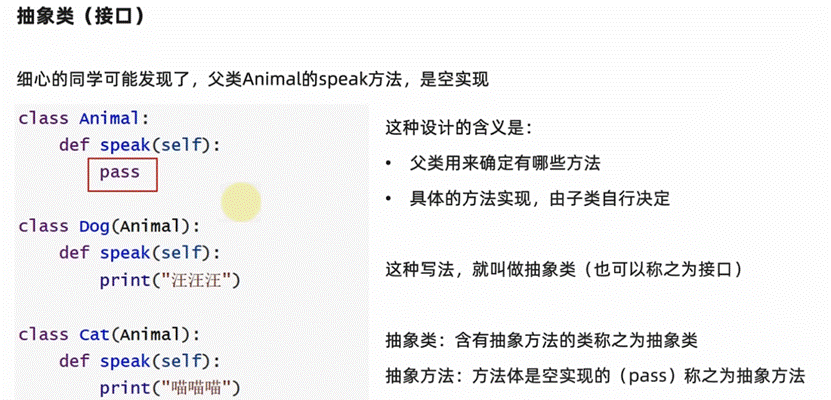 抽象类（接口）
细心的同学可能发现了，父类Animal的speak方法，是空实现
class Animal:
    def speak(self):
        pass
class Dog(Animal):
    def speak(self):
        print("汪汪汪")
class Cat(Animal):
    def speak(self):
        print("喵喵喵")
这种设计的含义是：
• 父类用来确定有哪些方法
• 具体的方法实现，由子类自行决定
这种写法，就叫做抽象类（也可以称之为接口）
抽象类：含有抽象方法的类称之为抽象类
抽象方法：方法体是空实现的（pass）称之为抽象方法